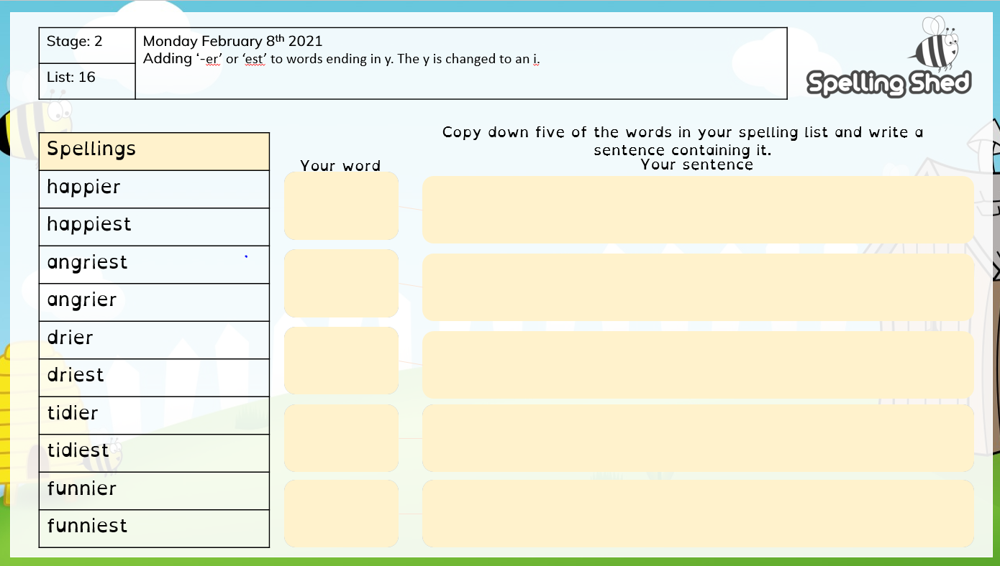 Stage: 2
List: 16
Monday February 8th 2021
Adding ‘-er’ or ‘est’ to words ending in y. The y is changed to an i.
Spelling Shed
Spellings
happier
happiest
angriest
angrier
drier
driest
tidier
tidiest
funnier
funniest
Copy down five of the words in your spelling list and write a
sentence containing it.
Your word
Your sentence